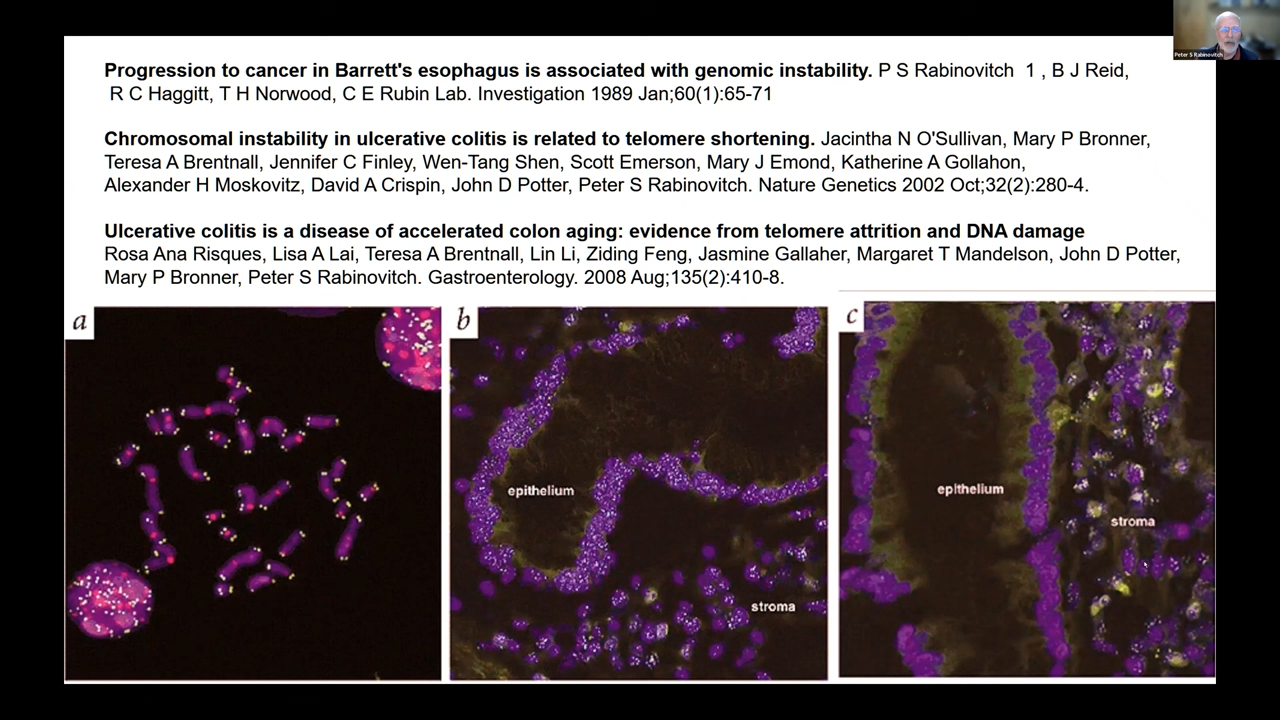 Peter S Rabinovitch
Progression to cancer in Barrett's esophagus is associated with genomic instability. P S Rabinovitch 1 , B J Reid,
R C Haggitt, T H Norwood, C E Rubin Lab. Investigation 1989 Jan;60(1):65-71
Chromosomal instability in ulcerative colitis is related to telomere shortening. Jacintha N O'Sullivan, Mary P Bronner,
Teresa A Brentnall, Jennifer C Finley, Wen-Tang Shen, Scott Emerson, Mary J Emond, Katherine A Gollahon,
Alexander H Moskovitz, David A Crispin, John D Potter, Peter S Rabinovitch. Nature Genetics 2002 Oct;32(2):280-4.
Ulcerative colitis is a disease of accelerated colon aging: evidence from telomere attrition and DNA damage
Rosa Ana Risques, Lisa A Lai, Teresa A Brentnall, Lin Li, Ziding Feng, Jasmine Gallaher, Margaret T Mandelson, John D Potter,
Mary P Bronner, Peter S Rabinovitch. Gastroenterology. 2008 Aug;135(2):410-8.
a
b
c
epithelium
stroma
epithelium
stroma